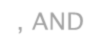 , AND